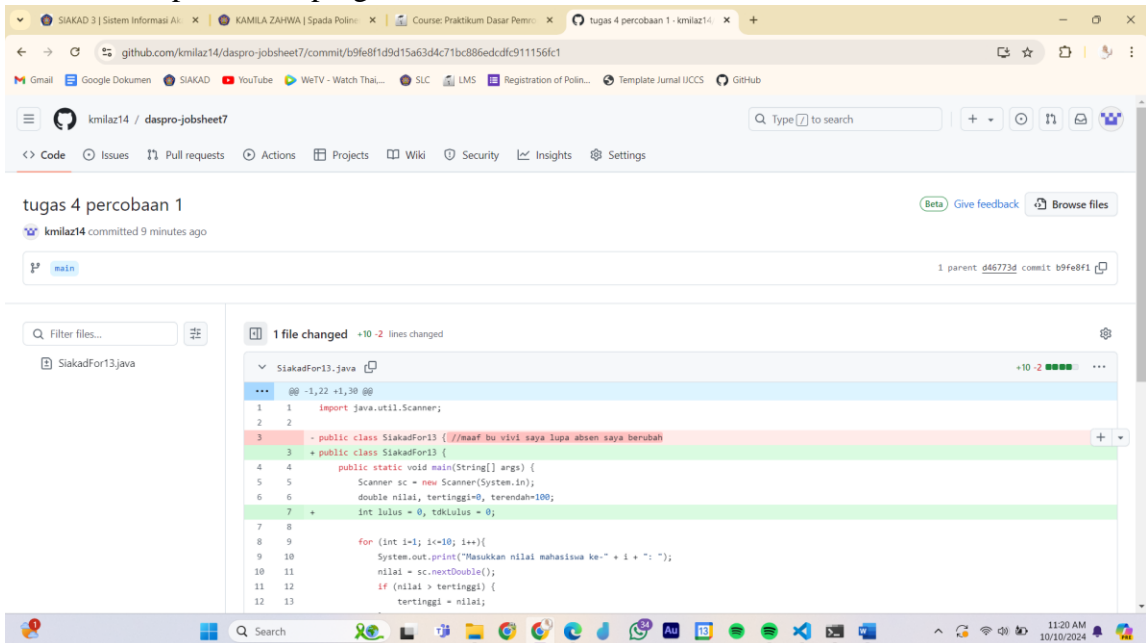 SIAKAD 3 | Sistem Informasi Ak
KAMILA ZAHWA | Spada Poline
Course: Praktikum Dasar Pemro
tugas 4 percobaan 1 - kmilaz14
github.com/kmilaz14/daspro-jobsheet7/commit/b9fe8f1d9d15a63d4c71bc886edcdfc911156fc1
Gmail Google Dokumen SIAKAD YouTube WeTV - Watch Thai,... SLC LMS Registration of Polin... Template Jurnal IJCCS GitHub
kmilaz14 / daspro-jobsheet7
Type / to search
<> Code Issues Pull requests Actions Projects Wiki Security Insights Settings
tugas 4 percobaan 1
Beta Give feedback Browse files
kmilaz14 committed 9 minutes ago
main
1 parent d46773d commit b9fe8f1
Filter files...
SiakadFor13.java
1 file changed +10 -2 lines changed
SiakadFor13.java
+10 -2
... @@ -1,22 +1,30 @@
1 1 import java.util.Scanner;
2 2
3 - public class SiakadFor13 { //maaf bu vivi saya lupa absen saya berubah
3 + public class SiakadFor13 {
4 4 public static void main(String[] args) {
5 5 Scanner sc = new Scanner(System.in);
6 6 double nilai, tertinggi=0, terendah=100;
7 + int lulus = 0, tdkLulus = 0;
7 8
8 9 for (int i=1; i<=10; i++){
9 10 System.out.print("Masukkan nilai mahasiswa ke-" + i + ": ");
10 11 nilai = sc.nextDouble();
11 12 if (nilai > tertinggi) {
12 13 tertinggi = nilai;
Search
11:20 AM
10/10/2024